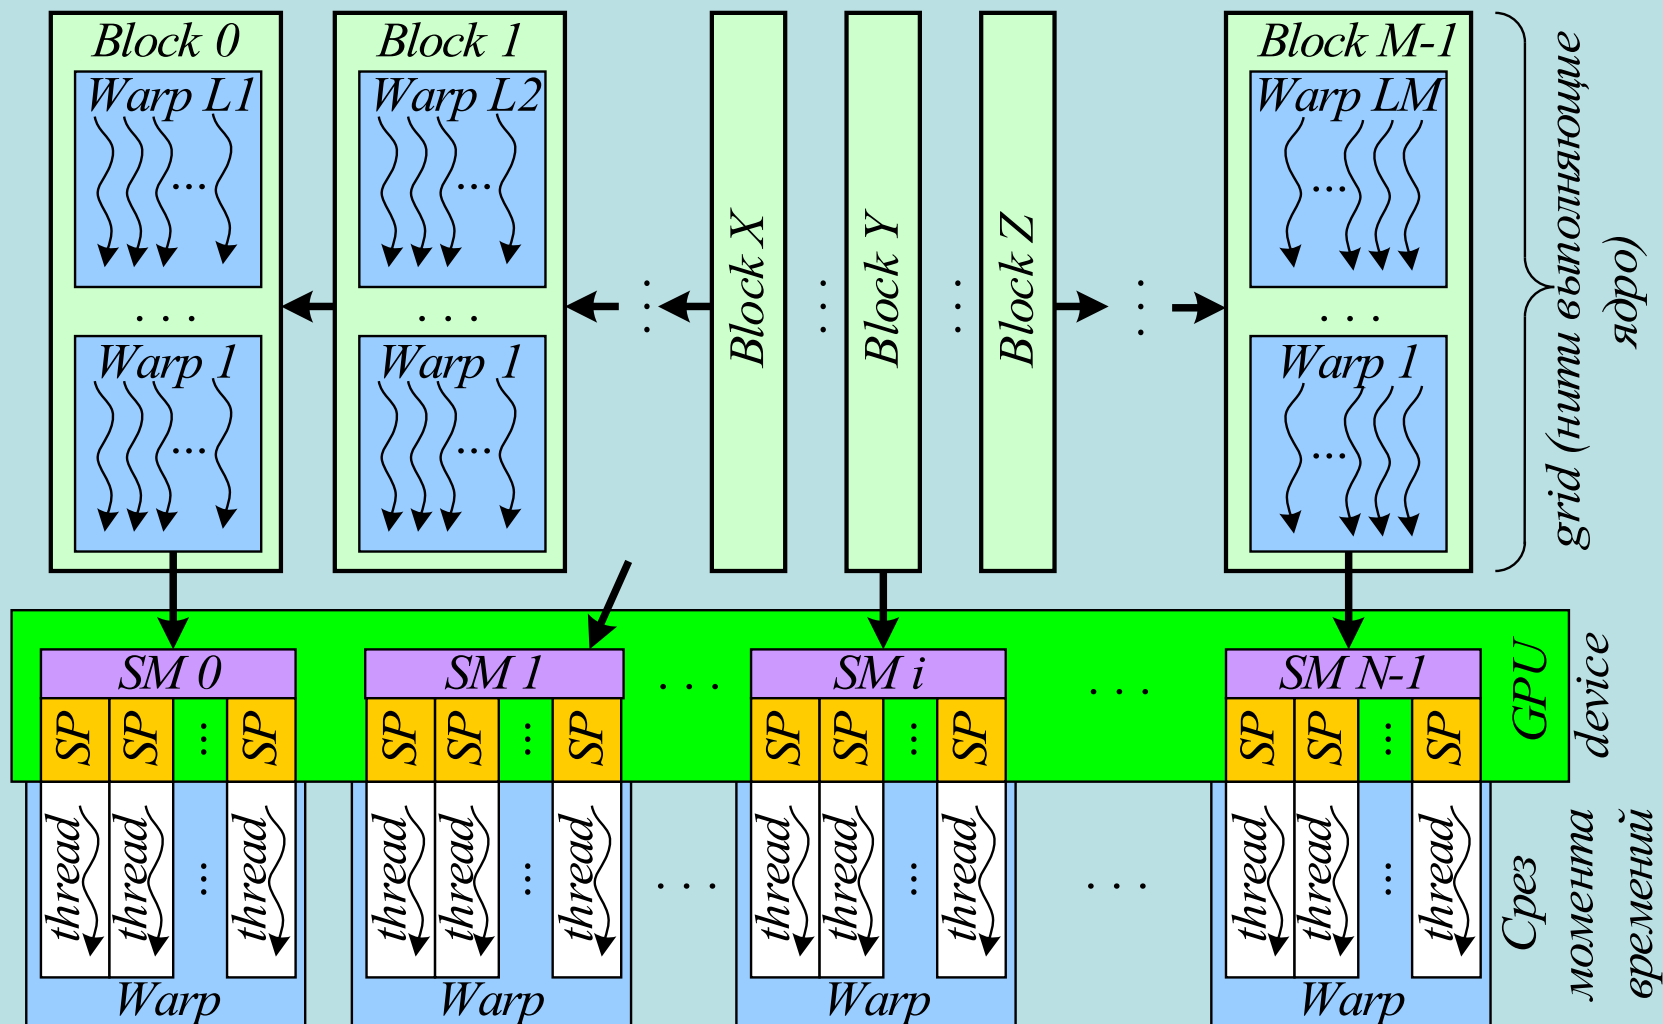 Block 0
Block 1
Block X
Block Y
Block Z
Block M-1
Warp L1
Warp L2
Warp LM
...
...
...
. . .
. . .
. . .
. . .
. . .
. . .
. . .
. . .
Warp 1
Warp 1
Warp 1
...
...
...
grid (нити выполняющие
ядро)
SM 0
SM 1
. . .
SM i
. . .
SM N-1
SP
SP
...
SP
SP
SP
...
SP
SP
SP
...
SP
SP
SP
...
SP
GPU
device
thread
thread
...
thread
thread
thread
...
thread
. . .
thread
thread
...
thread
. . .
thread
thread
...
thread
Warp
Warp
Warp
Warp
Срез
момента
времений